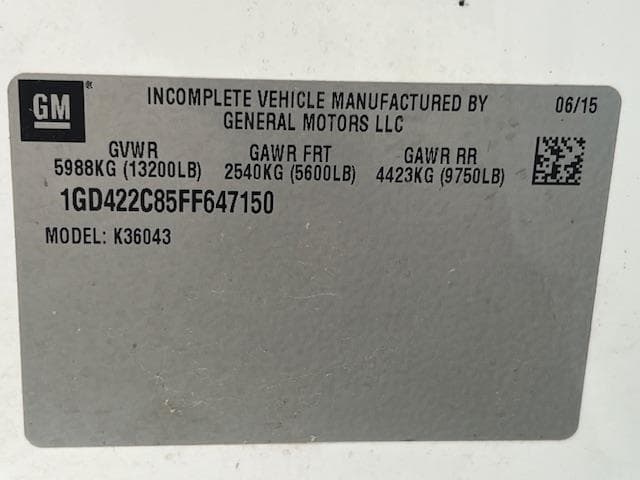 GM®
INCOMPLETE VEHICLE MANUFACTURED BY
GENERAL MOTORS LLC
06/15
GVWR GAWR FRT GAWR RR
5988KG (13200LB) 2540KG (5600LB) 4423KG (9750LB)
1GD422C85FF647150
MODEL: K36043